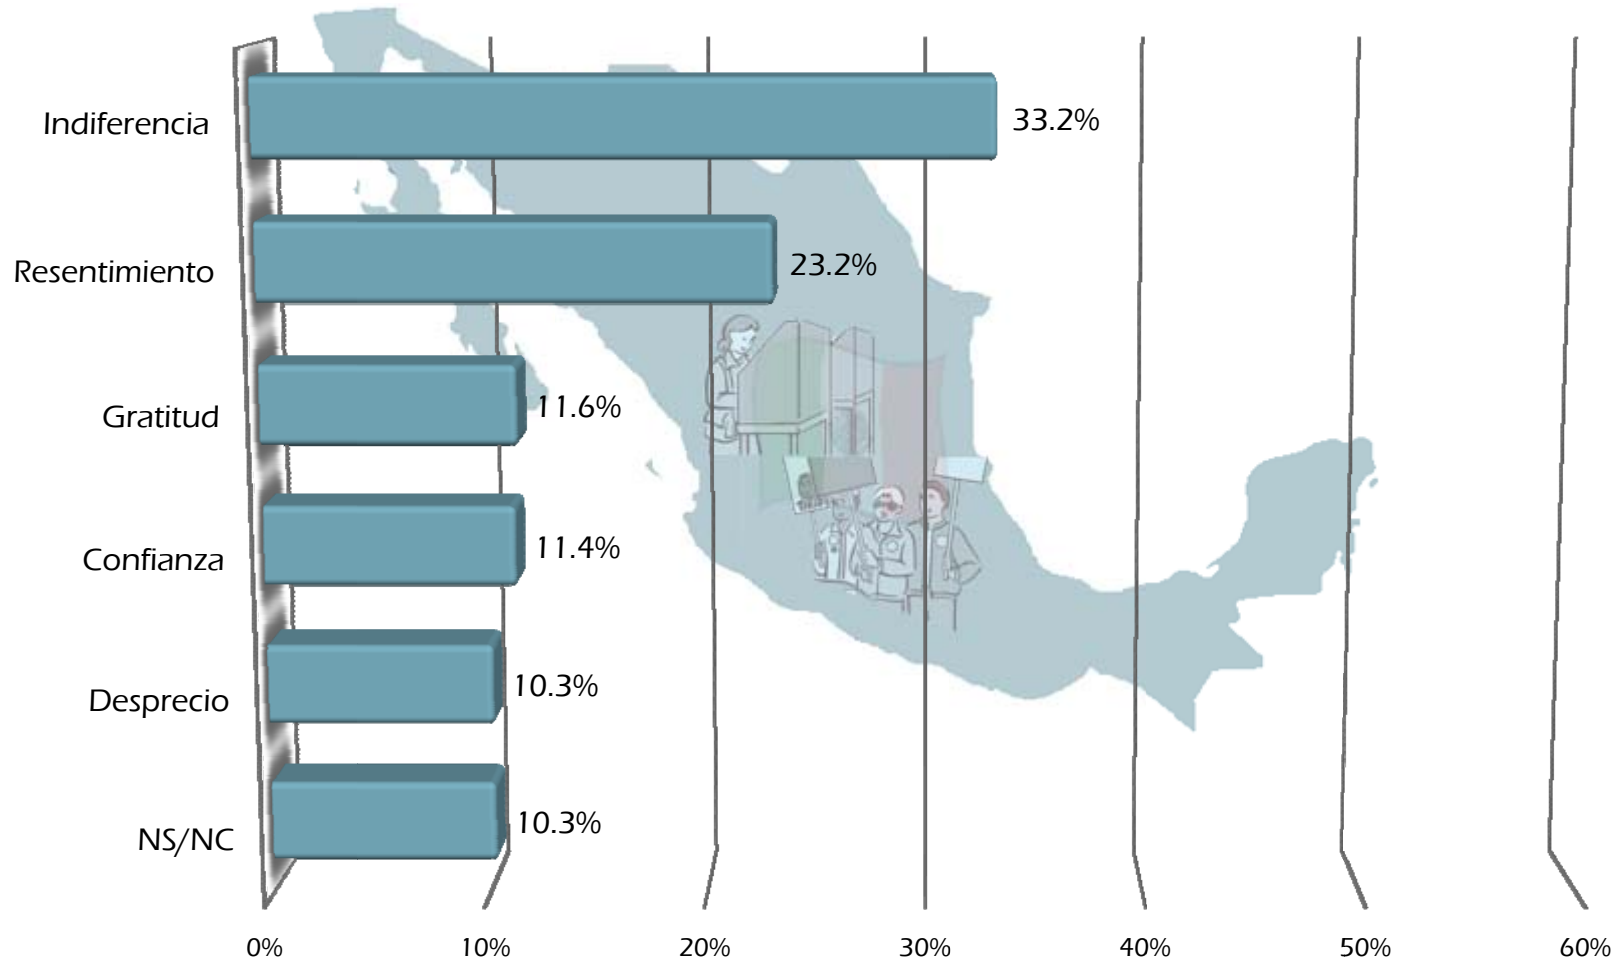 Indiferencia 33.2%
Resentimiento 23.2%
Gratitud 11.6%
Confianza 11.4%
Desprecio 10.3%
NS/NC 10.3%
0% 10% 20% 30% 40% 50% 60%